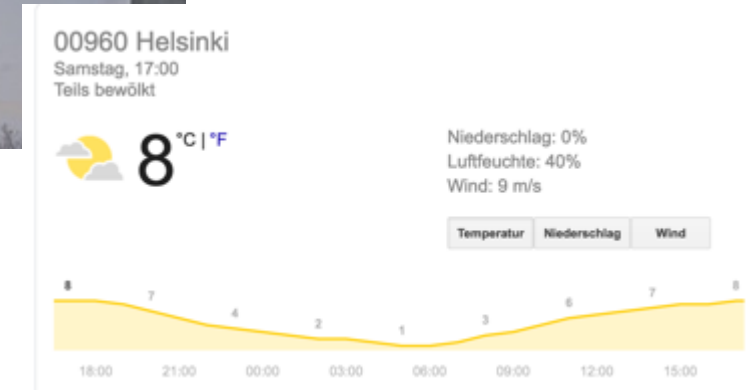 00960 Helsinki
Samstag, 17:00
Teils bewölkt
8 °C | °F
Niederschlag: 0%
Luftfeuchte: 40%
Wind: 9 m/s
Temperatur Niederschlag Wind
8 7 4 2 1 3 6 7 8
18:00 21:00 00:00 03:00 06:00 09:00 12:00 15:00